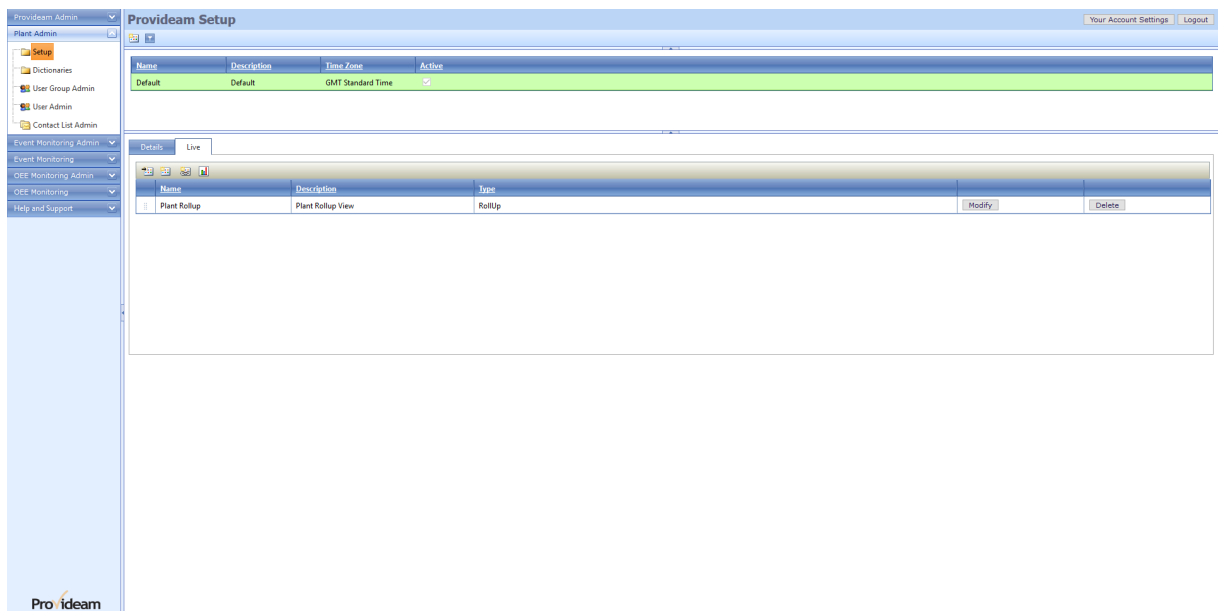 Provideam Admin
Plant Admin
Setup
Dictionaries
User Group Admin
User Admin
Contact List Admin
Event Monitoring Admin
Event Monitoring
OEE Monitoring Admin
OEE Monitoring
Help and Support
Provideam
Provideam Setup
Your Account Settings Logout
Name Description Time Zone Active
Default Default GMT Standard Time
Details Live
Name Description Type
Plant Rollup Plant Rollup View RollUp Modify Delete